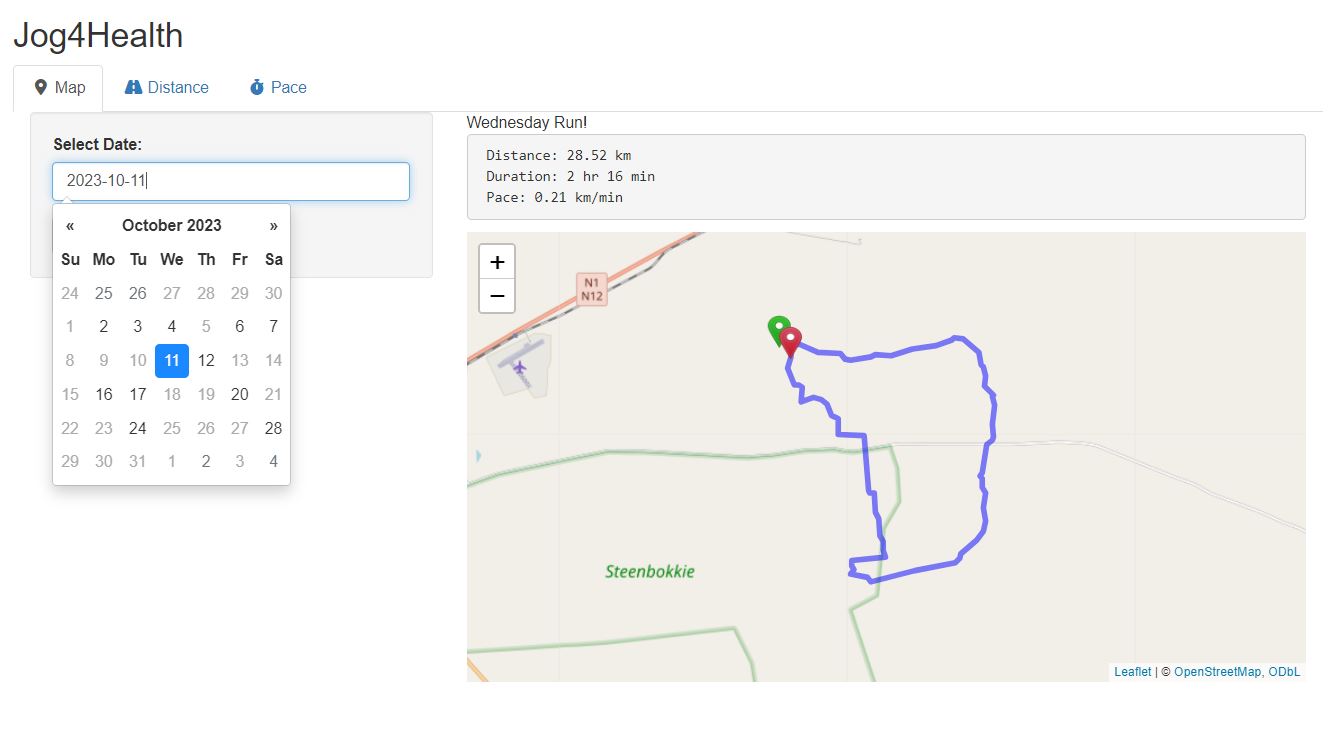 Jog4Health
Map Distance Pace
Select Date:
2023-10-11
« October 2023 »
Su Mo Tu We Th Fr Sa
24 25 26 27 28 29 30
1 2 3 4 5 6 7
8 9 10 11 12 13 14
15 16 17 18 19 20 21
22 23 24 25 26 27 28
29 30 31 1 2 3 4
Wednesday Run!
Distance: 28.52 km
Duration: 2 hr 16 min
Pace: 0.21 km/min
+
−
N1
N12
Steenbokkie
Leaflet | © OpenStreetMap, ODbL